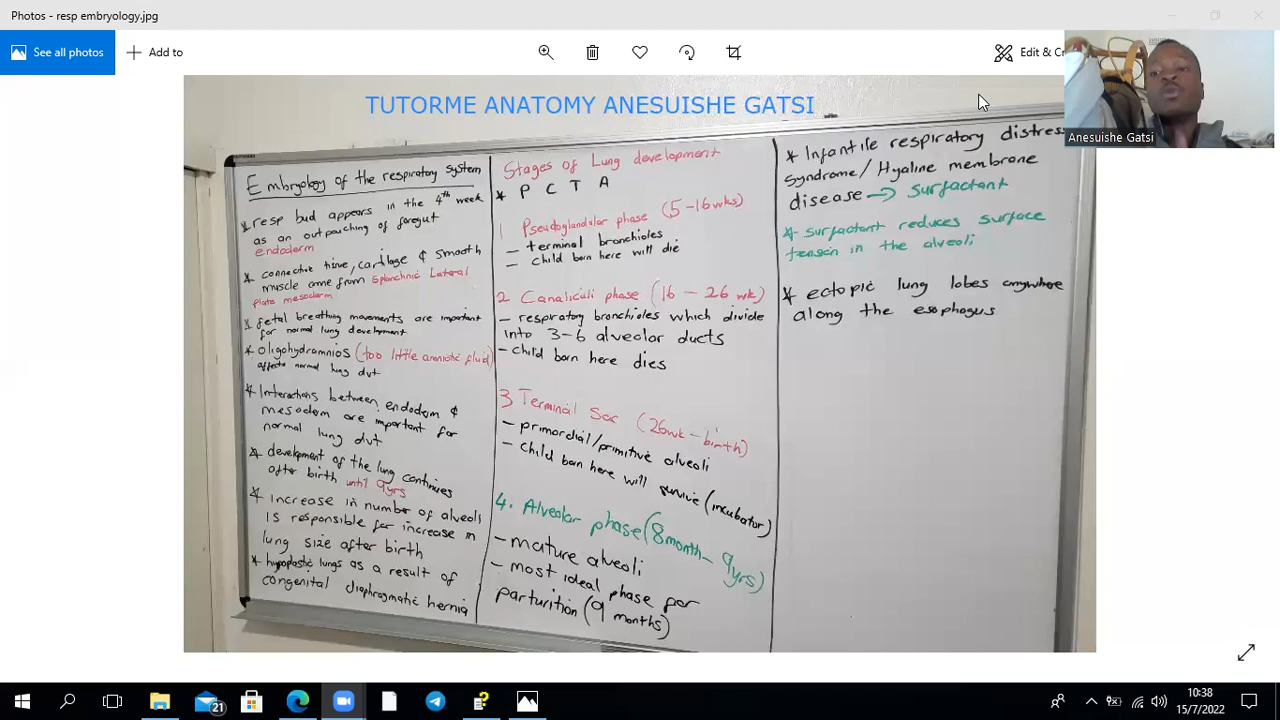 Photos - resp embryology.jpg
See all photos
Add to
Edit & Cr
Anesuishe Gatsi
TUTORME ANATOMY ANESUISHE GATSI
Embryology of the respiratory system
* resp bud appears in the 4th week
as an outpouching of foregut
endoderm
* connective tissue, cartilage & smooth
muscle come from Splanchnic Lateral
plate mesoderm
* fetal breathing movements are important
for normal lung development
* oligohydramnios (too little amniotic fluid)
affects normal lung dvt
* Interactions between endoderm &
mesoderm are important for
normal lung dvt
* development of the lung continues
after birth until 9yrs
* Increase in number of alveoli
is responsible for increase in
lung size after birth
* hypoplastic lungs as a result of
congenital diaphragmatic hernia
Stages of Lung development
* P C T A
1 Pseudoglandular phase (5-16wks)
- terminal bronchioles
- child born here will die
2 Canaliculi phase (16 - 26 wk)
- respiratory bronchioles which divide
into 3-6 alveolar ducts
- child born here dies
3 Terminal Sac (26wk - birth)
- primordial/primitive alveoli
- child born here will survive (incubator)
4. Alveolar phase (8month - 9yrs)
- mature alveoli
- most ideal phase for
parturition (9 months)
* Infantile respiratory distress
syndrome/ Hyaline membrane
disease → Surfactant
* surfactant reduces surface
tension in the alveoli
* ectopic lung lobes anywhere
along the esophagus
21
10:38
15/7/2022